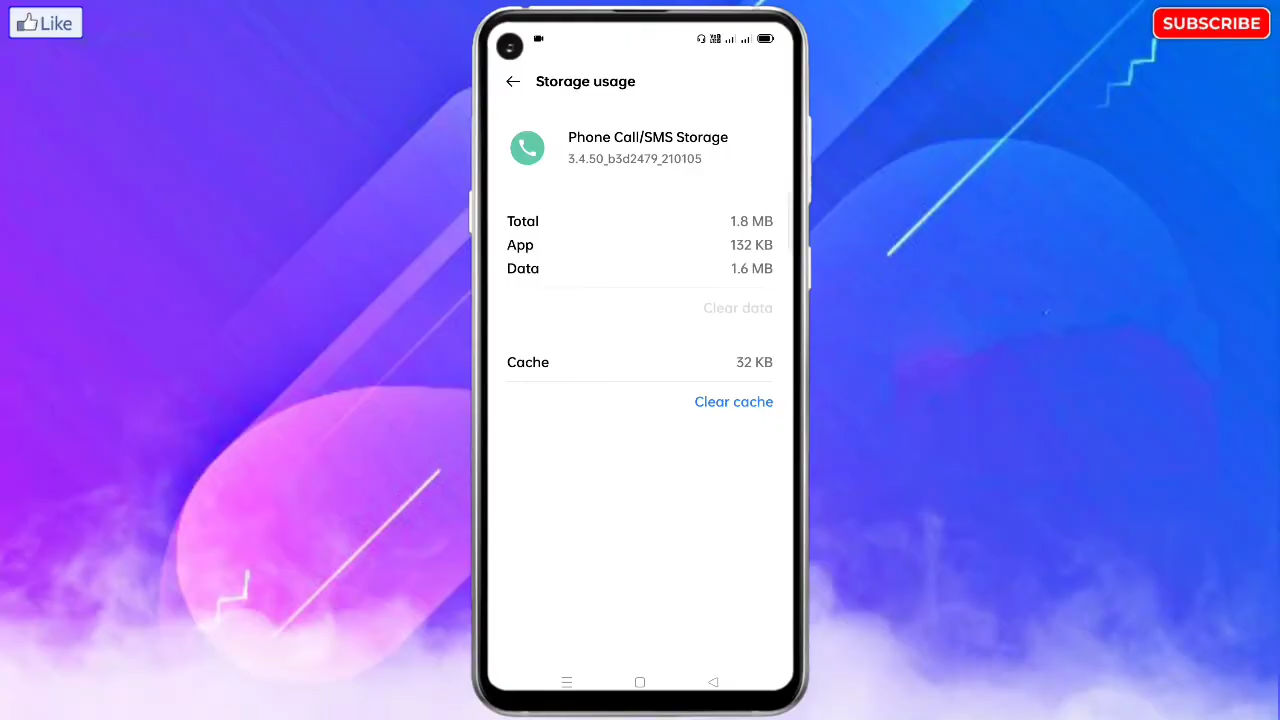 Like
SUBSCRIBE
Storage usage
Phone Call/SMS Storage
3.4.50_b3d2479_210105
Total 1.8 MB
App 132 KB
Data 1.6 MB
Clear data
Cache 32 KB
Clear cache